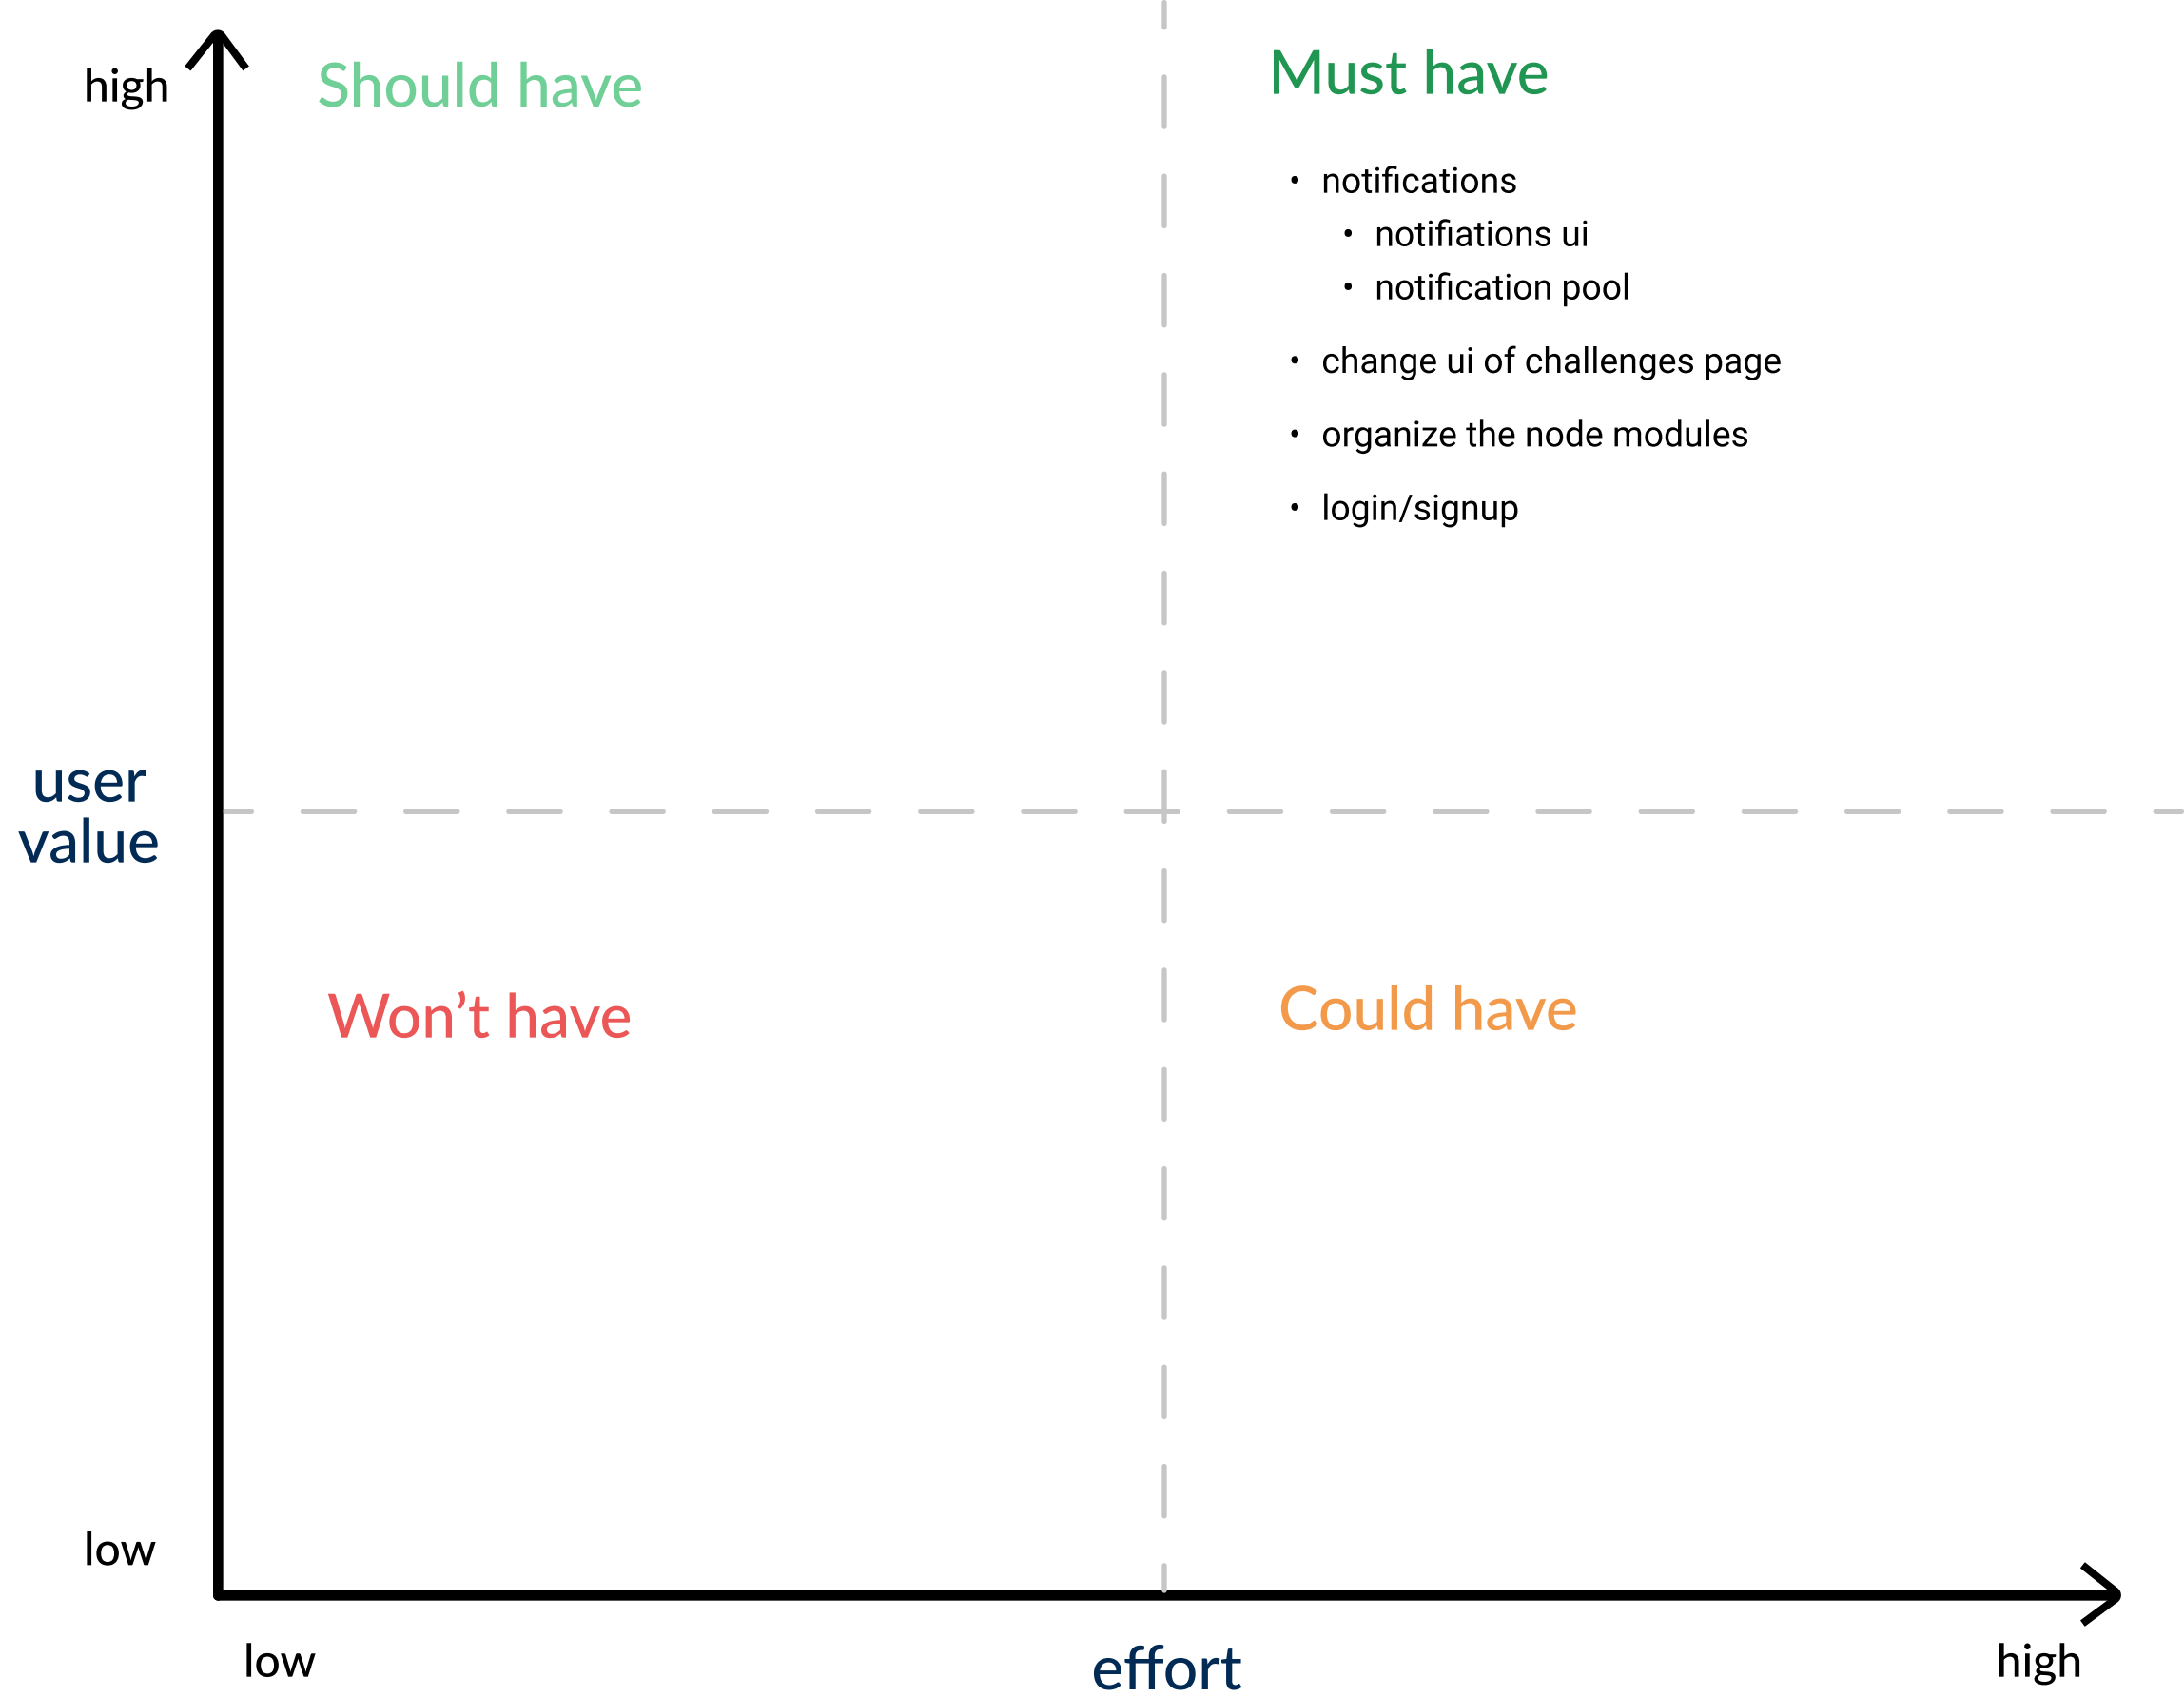 high
Should have
Must have
• notifications
• notifiations ui
• notification pool
• change ui of challenges page
• organize the node modules
• login/signup
user
value
Won’t have
Could have
low
low
effort
high